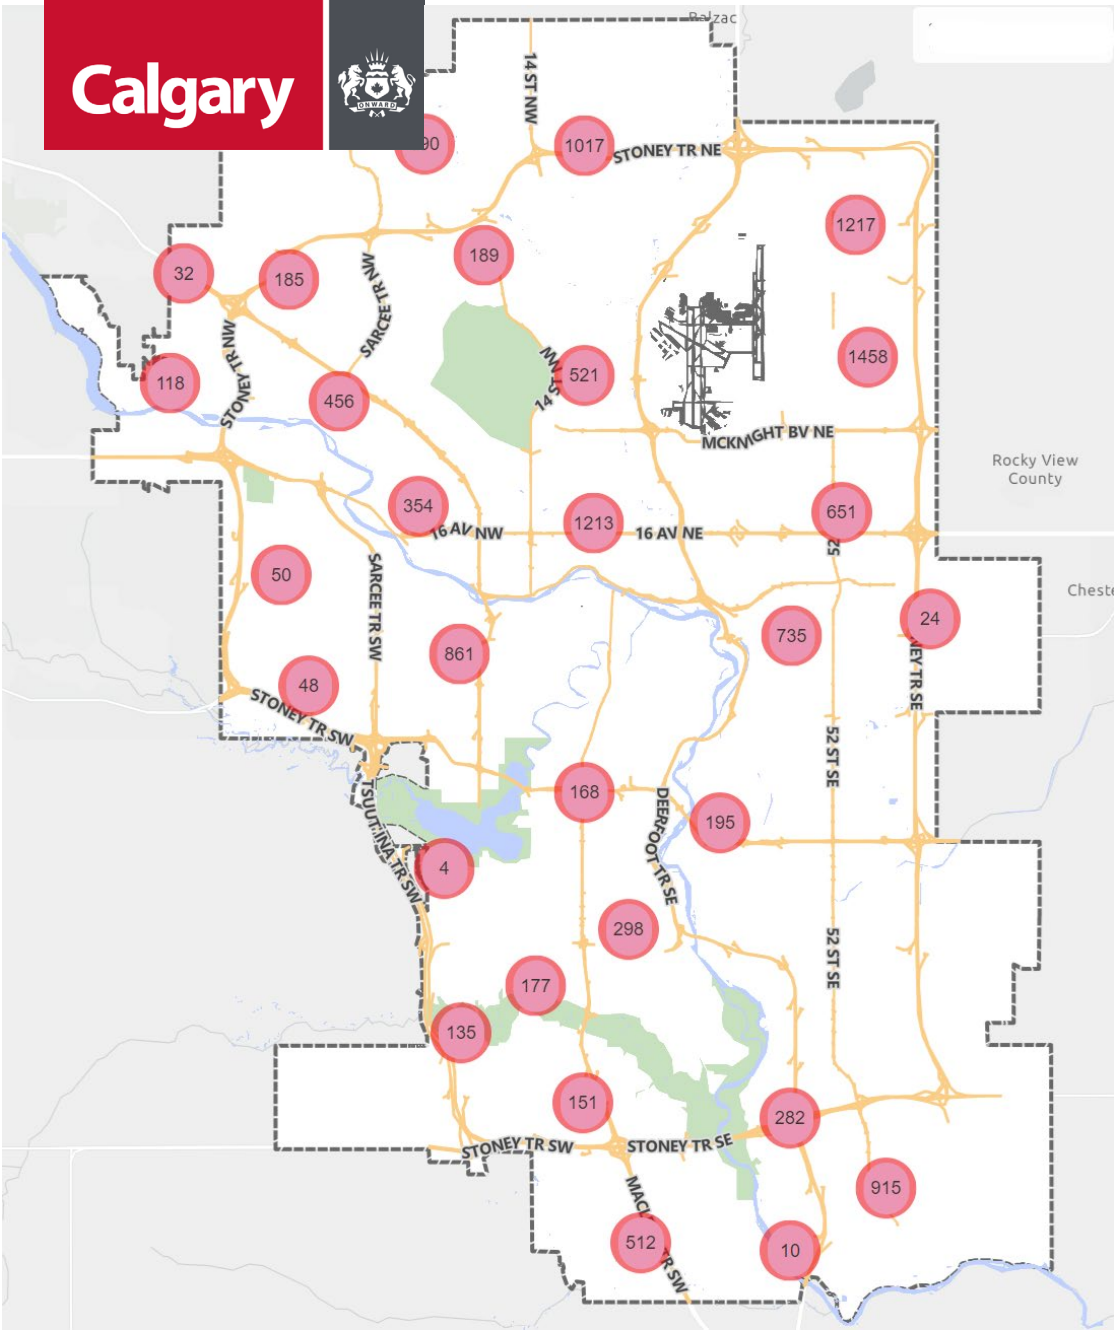 Calgary
ONWARD
Balzac
14 ST NW
90
1017
STONEY TR NE
1217
32
185
189
SARCEE TR NW
STONEY TR NW
118
456
14 ST NW
521
1458
MCKNIGHT BV NE
Rocky View
County
354
16 AV NW
1213
16 AV NE
651
52
50
SARCEE TR SW
861
735
24
NEY TR SE
Cheste
48
STONEY TR SW
52 ST SE
TSUUT'INA TR SW
168
DEERFOOT TR SE
195
4
298
52 ST SE
177
135
151
282
STONEY TR SW
STONEY TR SE
915
MACL
TR SW
512
10